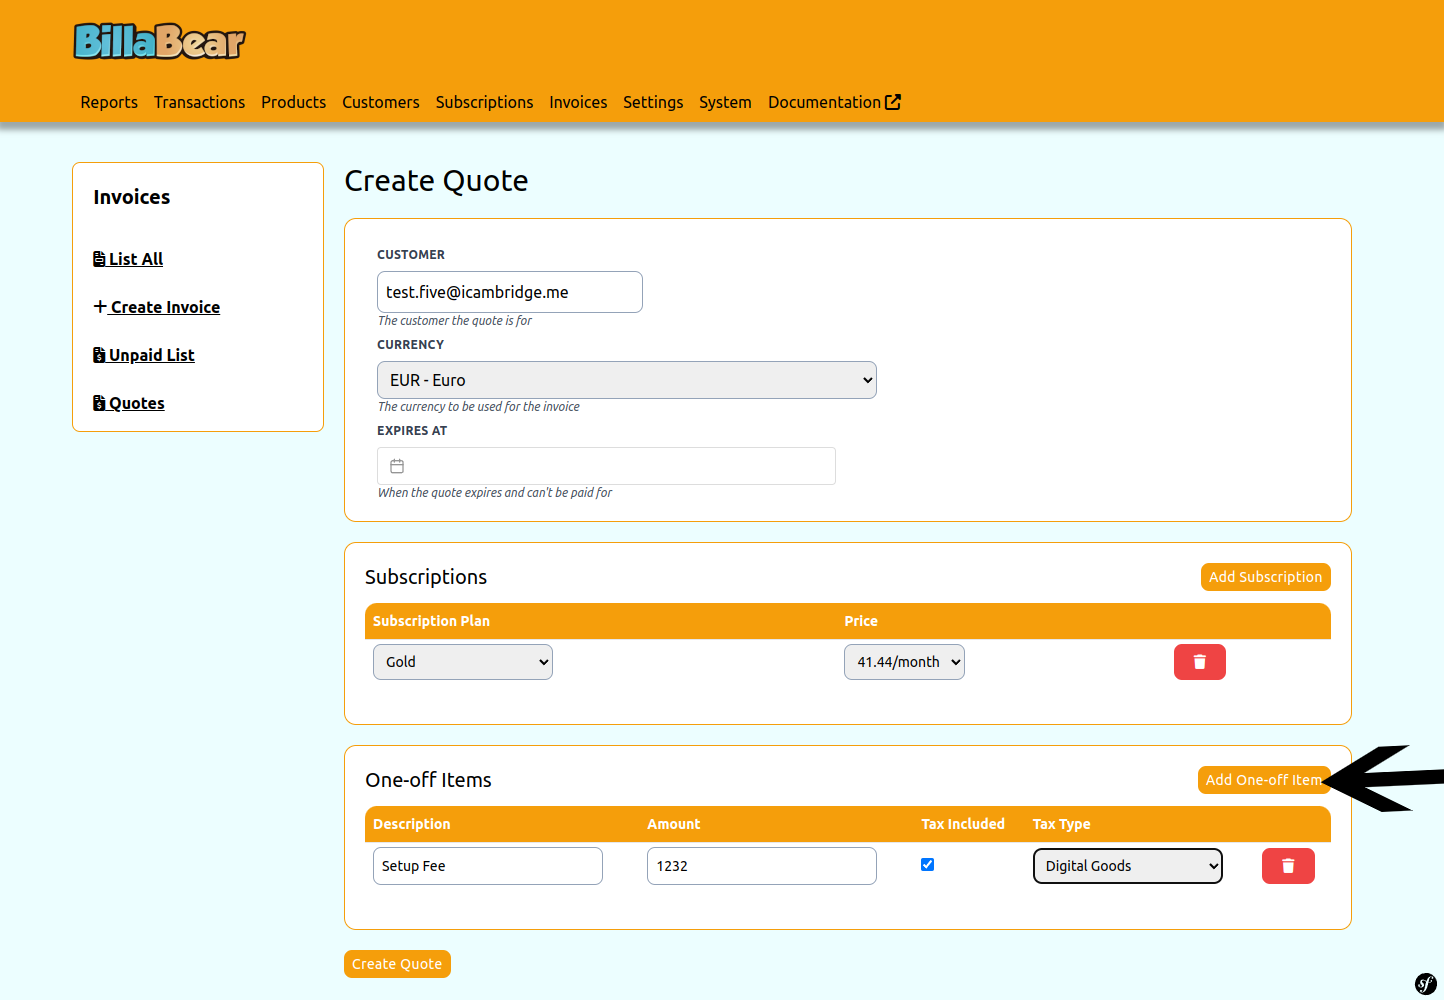 BillaBear
Reports Transactions Products Customers Subscriptions Invoices Settings System Documentation
Invoices
List All
Create Invoice
Unpaid List
Quotes
Create Quote
CUSTOMER
test.five@icambridge.me
The customer the quote is for
CURRENCY
EUR - Euro
The currency to be used for the invoice
EXPIRES AT
When the quote expires and can't be paid for
Subscriptions
Add Subscription
Subscription Plan Price
Gold 41.44/month
One-off Items
Add One-off Item
Description Amount Tax Included Tax Type
Setup Fee 1232 Digital Goods
Create Quote
sf